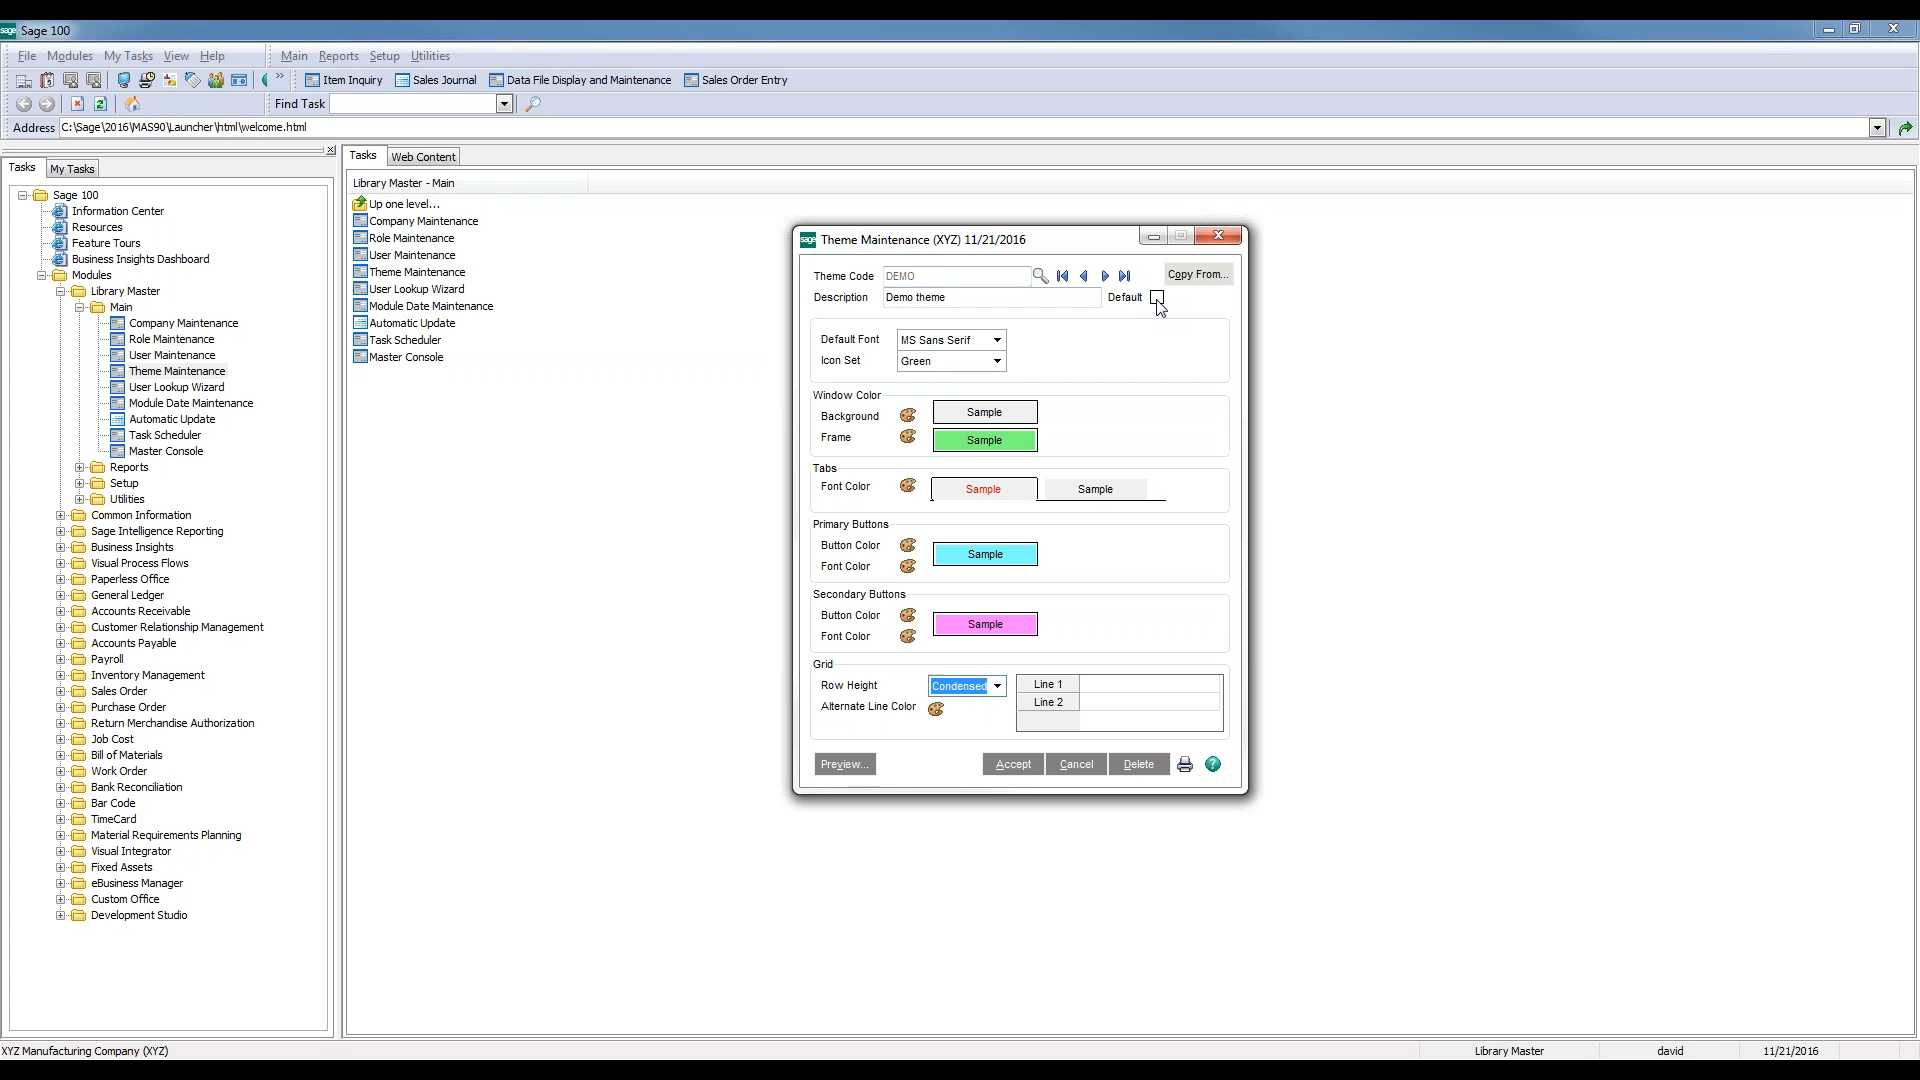 sage Sage 100
File Modules My Tasks View Help Main Reports Setup Utilities
Item Inquiry Sales Journal Data File Display and Maintenance Sales Order Entry
Find Task
Address C:\Sage\2016\MAS90\Launcher\html\welcome.html
Tasks My Tasks
Sage 100
Information Center
Resources
Feature Tours
Business Insights Dashboard
Modules
Library Master
Main
Company Maintenance
Role Maintenance
User Maintenance
Theme Maintenance
User Lookup Wizard
Module Date Maintenance
Automatic Update
Task Scheduler
Master Console
Reports
Setup
Utilities
Common Information
Sage Intelligence Reporting
Business Insights
Visual Process Flows
Paperless Office
General Ledger
Accounts Receivable
Customer Relationship Management
Accounts Payable
Payroll
Inventory Management
Sales Order
Purchase Order
Return Merchandise Authorization
Job Cost
Bill of Materials
Work Order
Bank Reconciliation
Bar Code
TimeCard
Material Requirements Planning
Visual Integrator
Fixed Assets
eBusiness Manager
Custom Office
Development Studio
Tasks Web Content
Library Master - Main
Up one level...
Company Maintenance
Role Maintenance
User Maintenance
Theme Maintenance
User Lookup Wizard
Module Date Maintenance
Automatic Update
Task Scheduler
Master Console
sage Theme Maintenance (XYZ) 11/21/2016
Theme Code DEMO Copy From...
Description Demo theme Default
Default Font MS Sans Serif
Icon Set Green
Window Color
Background Sample
Frame Sample
Tabs
Font Color Sample Sample
Primary Buttons
Button Color Sample
Font Color
Secondary Buttons
Button Color Sample
Font Color
Grid
Row Height Condensed Line 1
Alternate Line Color Line 2
Preview... Accept Cancel Delete
XYZ Manufacturing Company (XYZ) Library Master david 11/21/2016